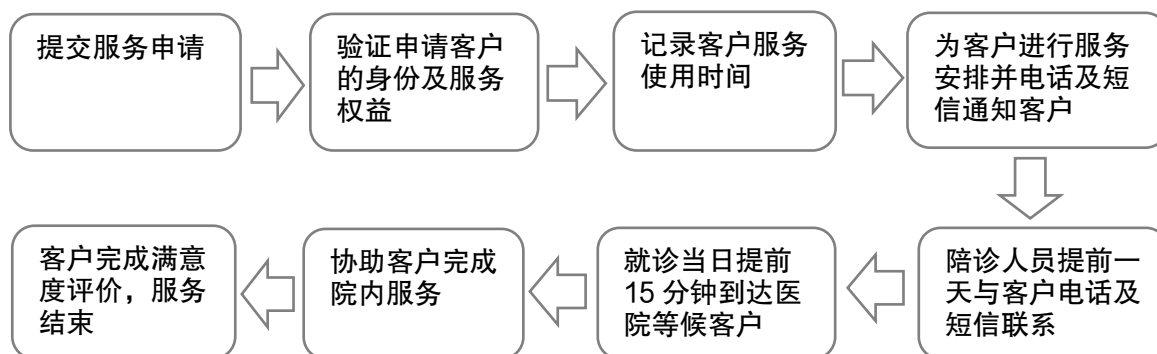 提交服务申请
验证申请客户
的身份及服务
权益
记录客户服务
使用时间
为客户进行服务
安排并电话及短
信通知客户
陪诊人员提前一
天与客户电话及
短信联系
就诊当日提前
15 分钟到达医
院等候客户
协助客户完成
院内服务
客户完成满意
度评价，服务
结束